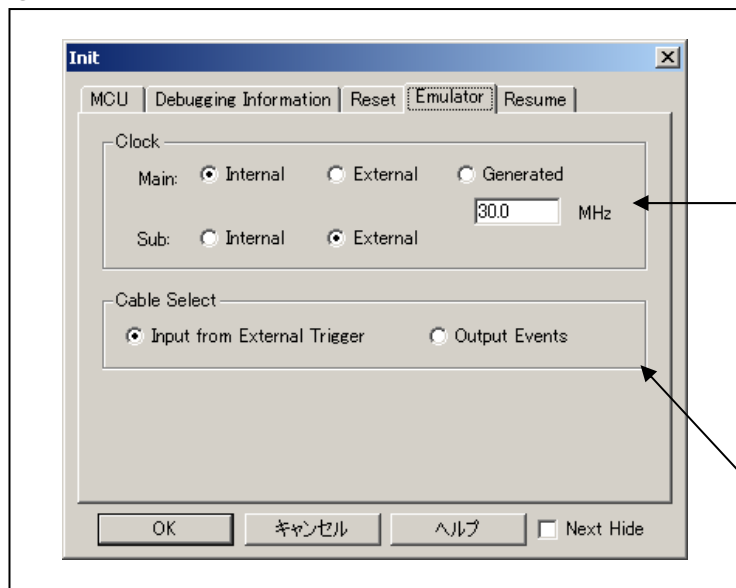 Init
MCU Debugging Information Reset Emulator Resume
Clock
Main: Internal External Generated
30.0 MHz
Sub: Internal External
Cable Select
Input from External Trigger Output Events
OK キャンセル ヘルプ Next Hide